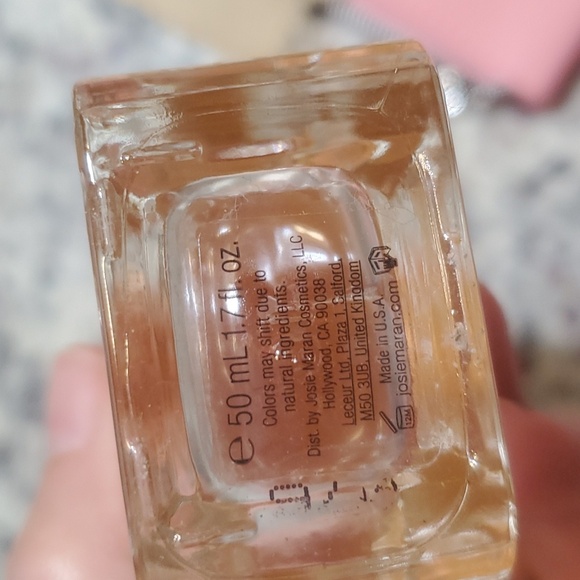 e 50 mL 1.7 fl. oz.
Colors may shift due to
natural ingredients.
Dist. by Josie Maran Cosmetics, LLC
Hollywood, CA 90038
Leceur Ltd, Plaza 1, Salford,
M50 3UB, United Kingdom
Made in U.S.A.
12M josiemaran.com